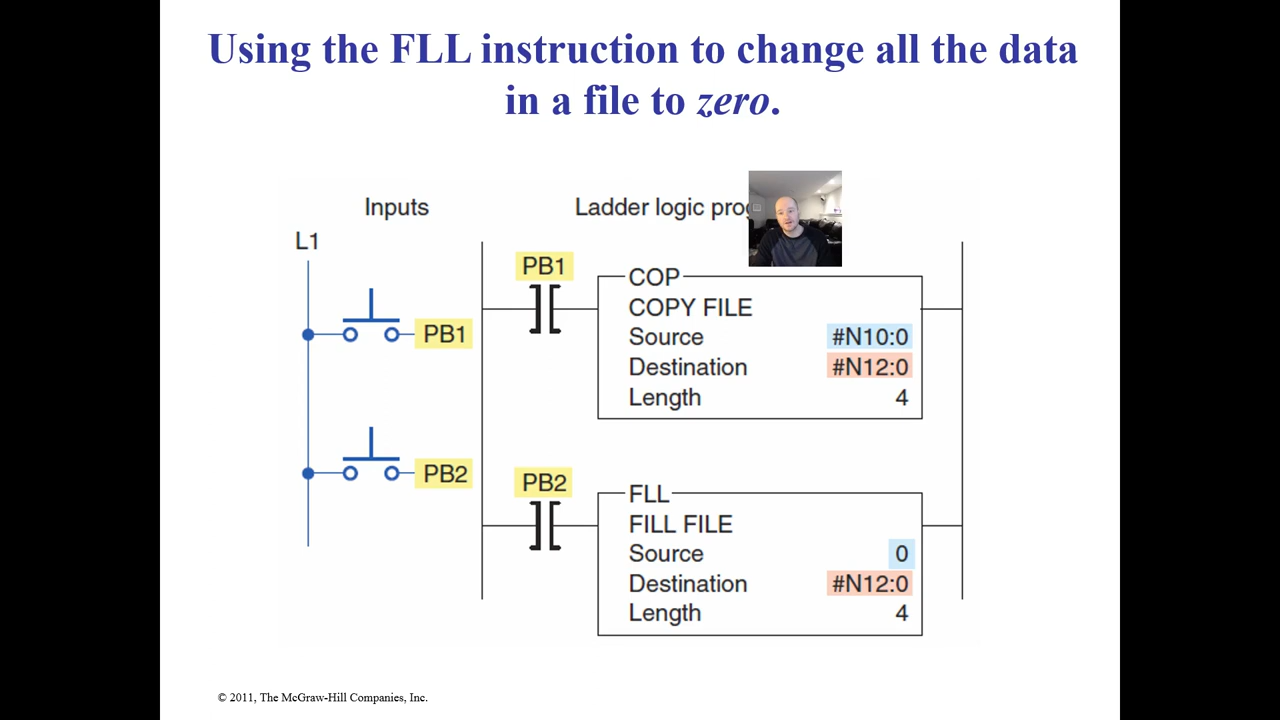 Using the FLL instruction to change all the data
in a file to zero.
Inputs
Ladder logic
L1
PB1
PB1
COP
COPY FILE
Source #N10:0
Destination #N12:0
Length 4
PB2
PB2
FLL
FILL FILE
Source 0
Destination #N12:0
Length 4
© 2011, The McGraw-Hill Companies, Inc.